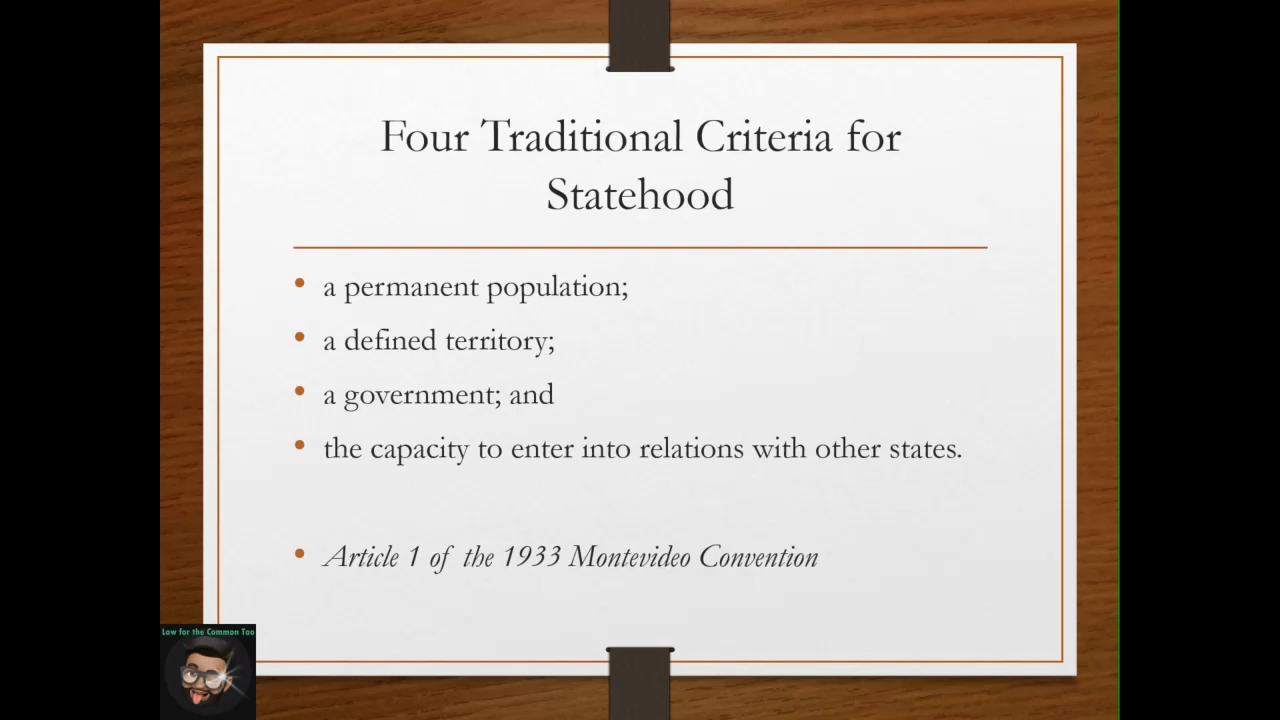 Four Traditional Criteria for
Statehood
• a permanent population;
• a defined territory;
• a government; and
• the capacity to enter into relations with other states.
• Article 1 of the 1933 Montevideo Convention
Law for the Common Tao